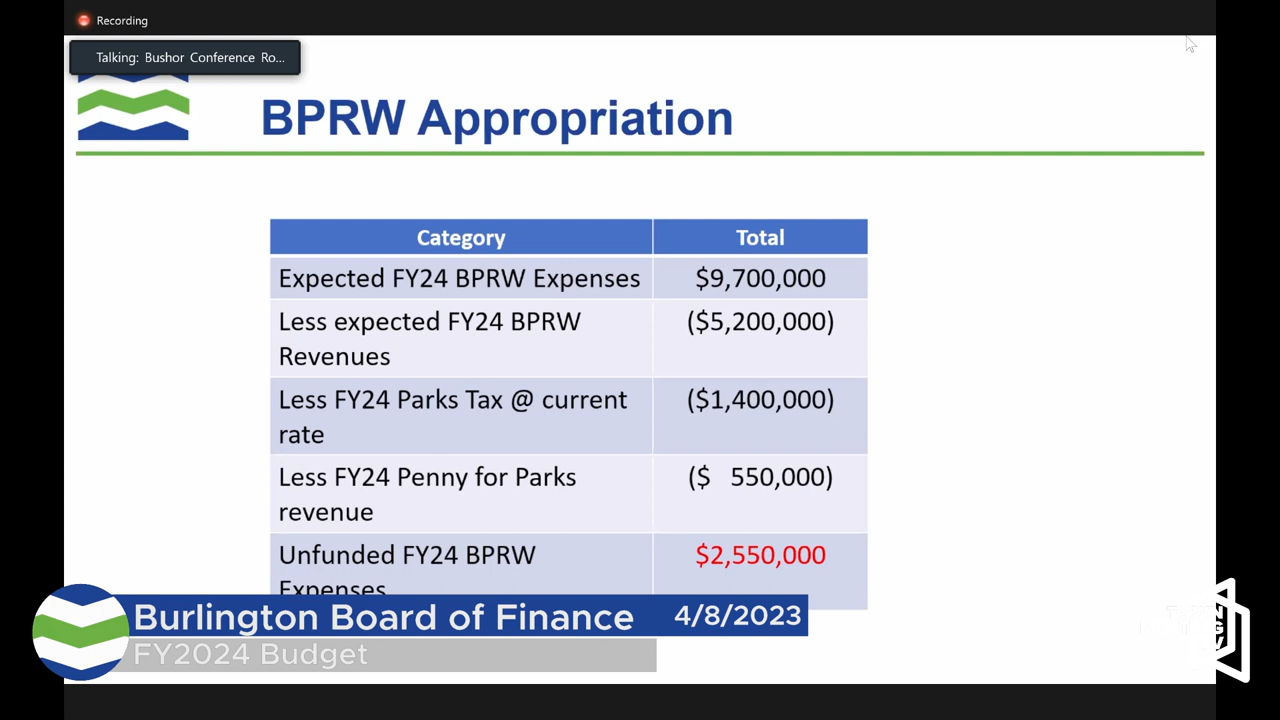 Recording
Talking: Bushor Conference Ro...
BPRW Appropriation
Category Total
Expected FY24 BPRW Expenses $9,700,000
Less expected FY24 BPRW ($5,200,000)
Revenues
Less FY24 Parks Tax @ current ($1,400,000)
rate
Less FY24 Penny for Parks ($ 550,000)
revenue
Unfunded FY24 BPRW $2,550,000
Expenses
Burlington Board of Finance 4/8/2023
FY2024 Budget